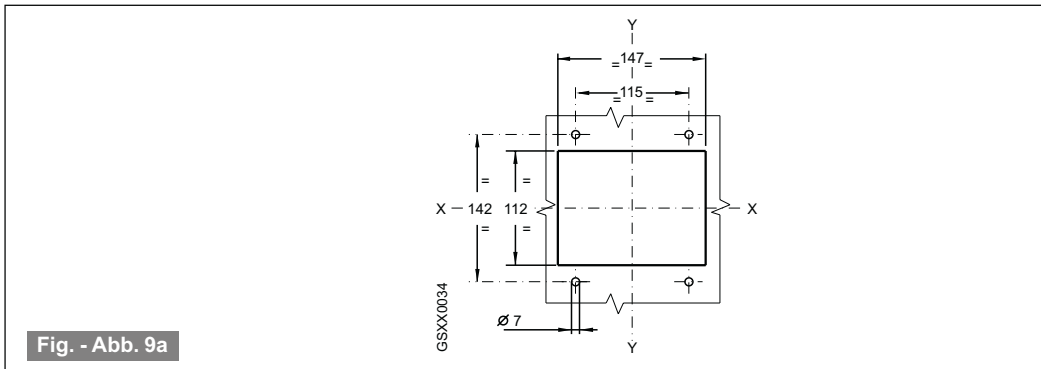 Y
= 147 =
= 115 =
= =
X 142 112 X
= =
GSXX0034
Ø 7
Y
Fig. - Abb. 9a